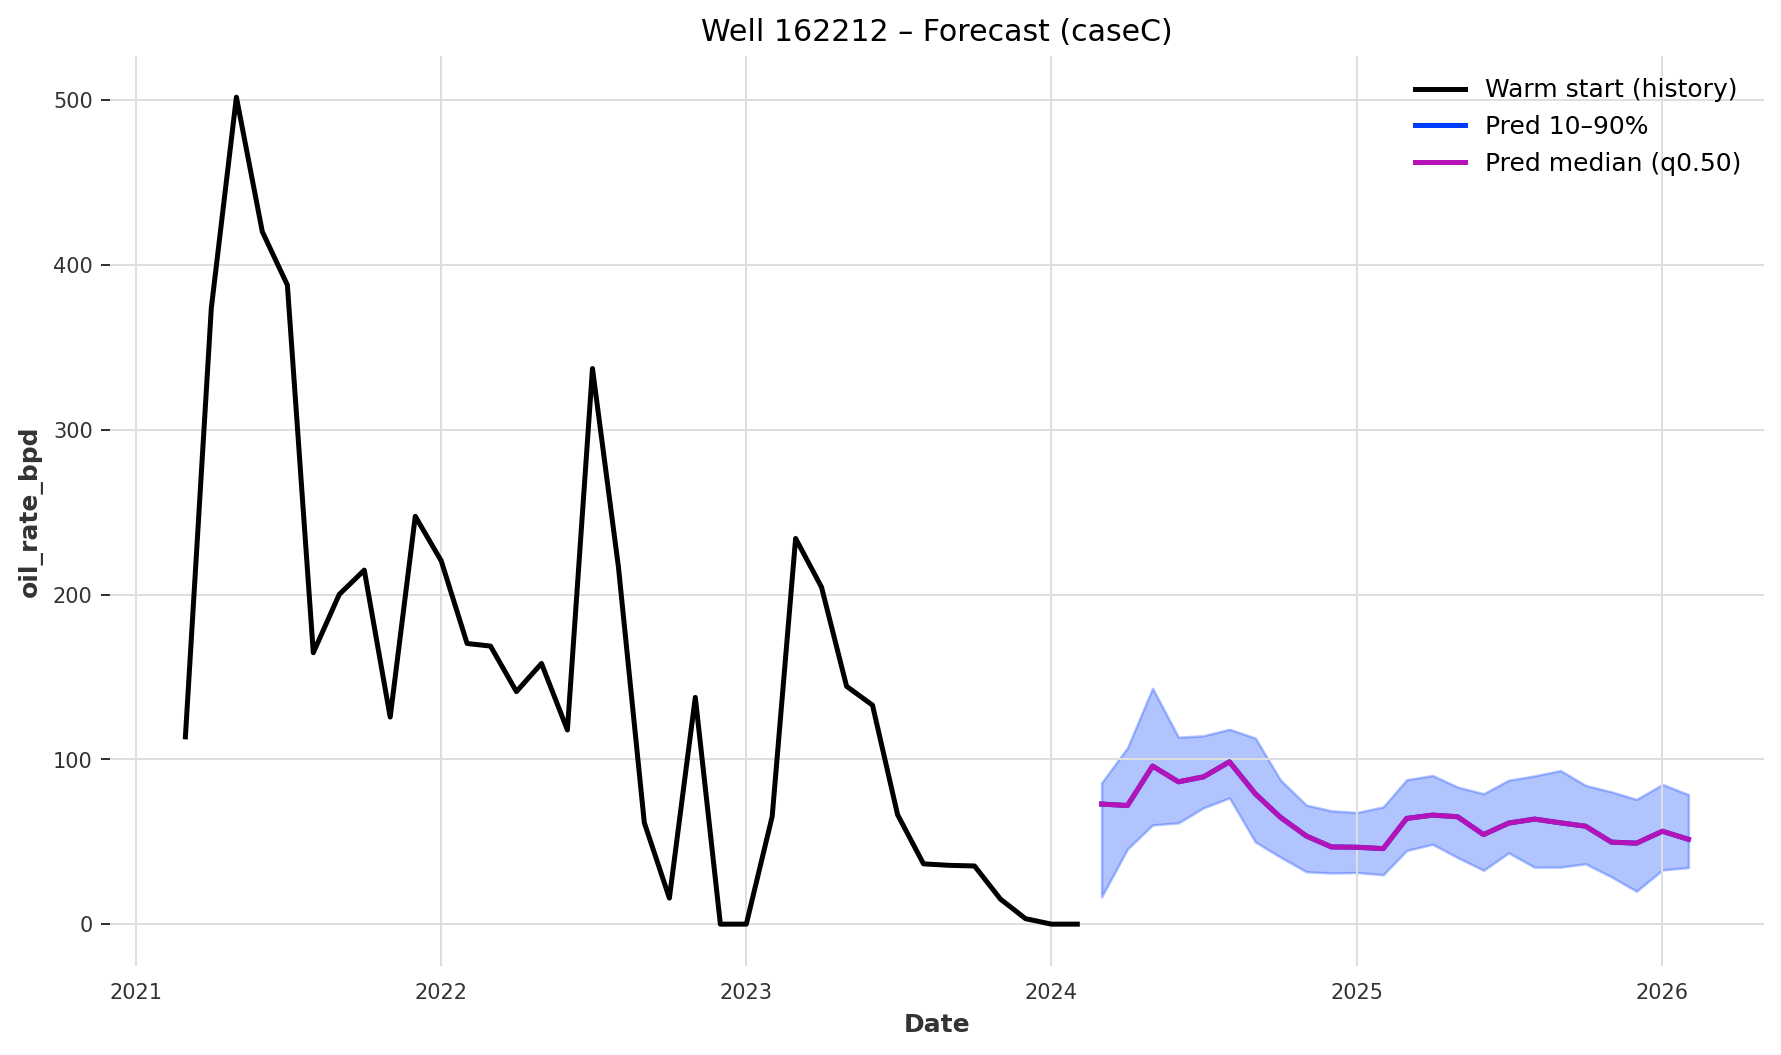 Well 162212 – Forecast (caseC)
Warm start (history)
Pred 10–90%
Pred median (q0.50)
oil_rate_bpd
500
400
300
200
100
0
2021 2022 2023 2024 2025 2026
Date